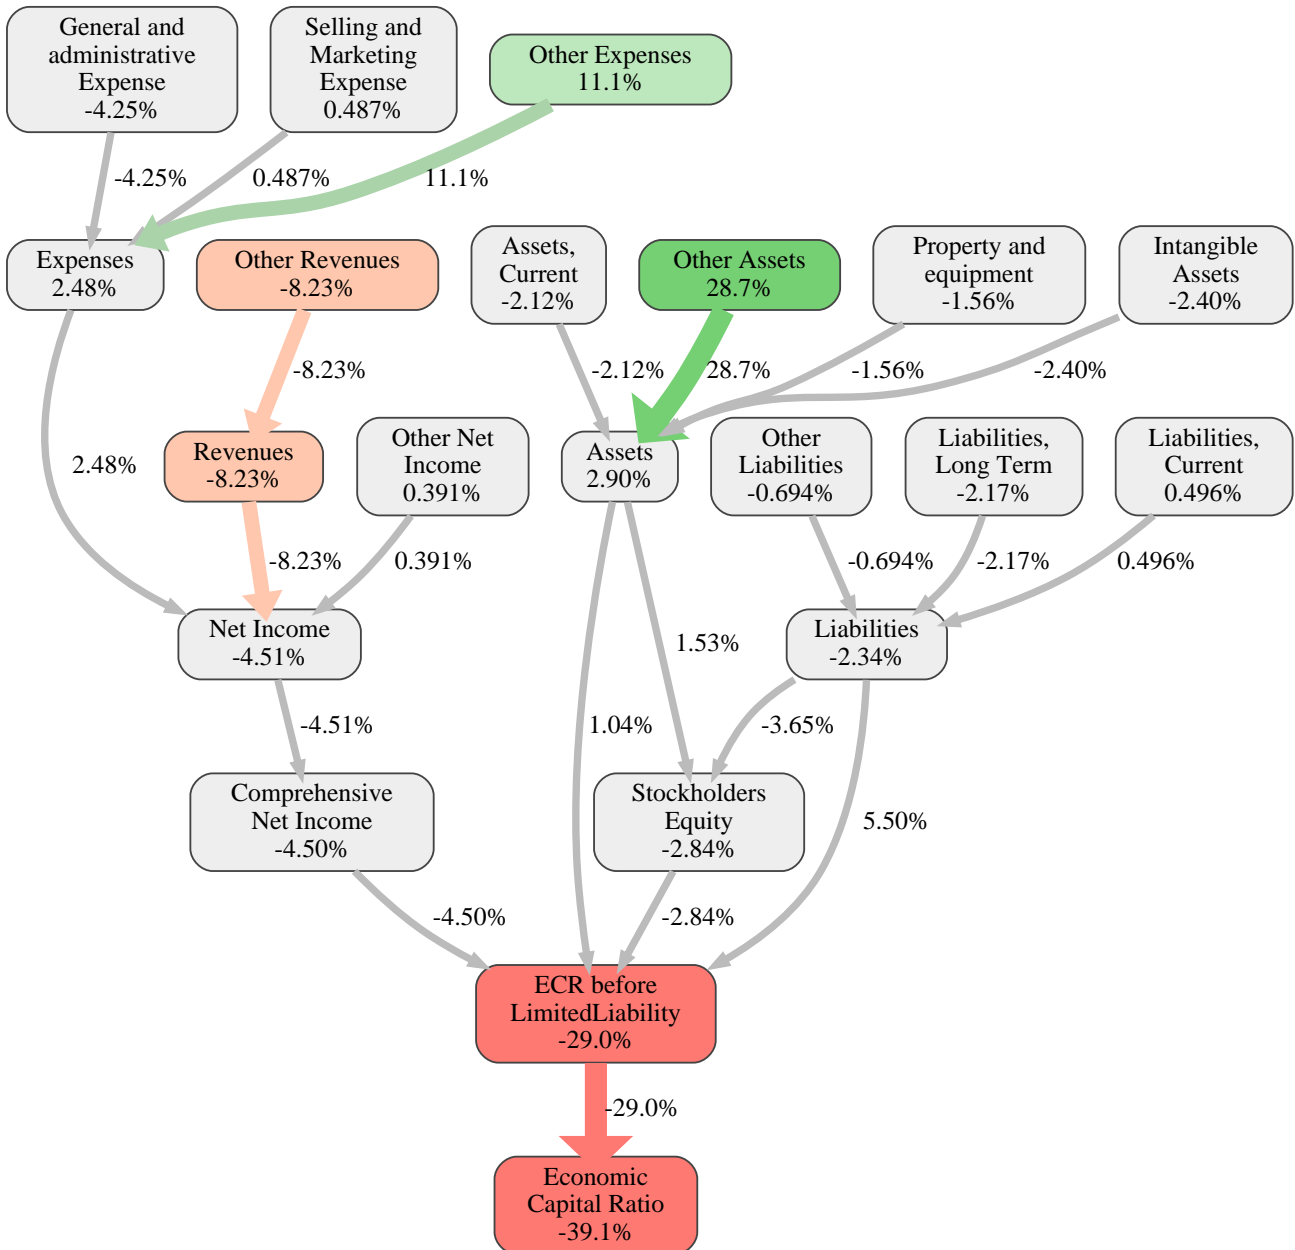 General and
administrative
Expense
-4.25%
Selling and
Marketing
Expense
0.487%
Other Expenses
11.1%
-4.25%
0.487%
11.1%
Expenses
2.48%
Other Revenues
-8.23%
Assets,
Current
-2.12%
Other Assets
28.7%
Property and
equipment
-1.56%
Intangible
Assets
-2.40%
-8.23%
-2.12%
28.7%
-1.56%
-2.40%
2.48%
Revenues
-8.23%
Other Net
Income
0.391%
Assets
2.90%
Other
Liabilities
-0.694%
Liabilities,
Long Term
-2.17%
Liabilities,
Current
0.496%
-8.23%
0.391%
-0.694%
-2.17%
0.496%
Net Income
-4.51%
1.53%
Liabilities
-2.34%
-4.51%
1.04%
-3.65%
Comprehensive
Net Income
-4.50%
Stockholders
Equity
-2.84%
5.50%
-4.50%
-2.84%
ECR before
LimitedLiability
-29.0%
-29.0%
Economic
Capital Ratio
-39.1%